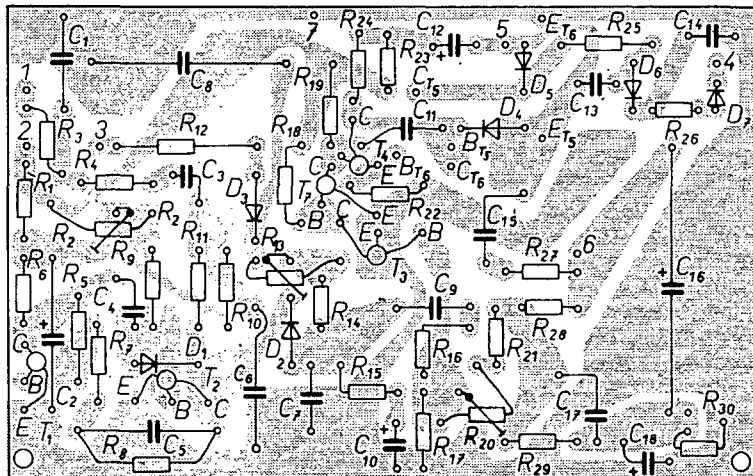 7 R24 C12 5 ET6 R25 C14
C1 R23 D6 4
C8 R19 CT5 D5 C13
1 C C11 D4 D7
2 R3 3 R12 R18 T4 BT6 BT5 ET5 R26
R4 C3 D3 C E CT6
R1 T7 R22
R2 R2 B C E C15
R9 R11 R13 E B R27 6
R6 R5 T3 C16
C4 R10 R14 C9 R28
C R7 D1 R16 R21
B C2 T2 C6 D2 R15
E E B C C7 C17 R30
T1 R8 C5 C10 R17 R20 R29 C18